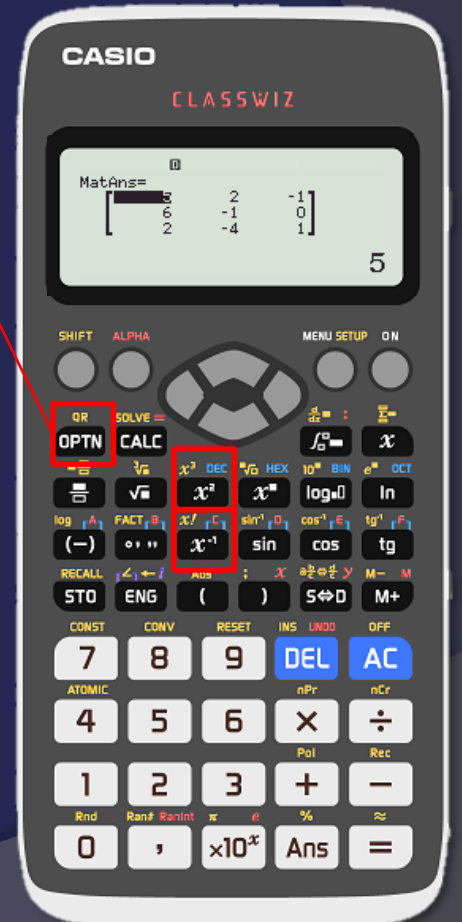 CASIO
CLASSWIZ
D
MatAns=
5 2 -1
6 -1 0
2 -4 1
5
SHIFT ALPHA MENU SETUP ON
QR SOLVE = :
OPTN CALC x
x³ DEC HEX 10■ BIN e■ OCT
√■ x² x■ log■□ ln
log A FACT B x! C sin⁻¹ D cos⁻¹ E tg⁻¹ F
(−) °’” x⁻¹ sin cos tg
RECALL ∠ ← i Abs ; x y M− M
STO ENG ( ) S⇔D M+
CONST CONV RESET INS UNDO OFF
7 8 9 DEL AC
ATOMIC nPr nCr
4 5 6 × ÷
Pol Rec
1 2 3 + −
Rnd Ran# RanInt π e % ≈
0 , ×10ˣ Ans =